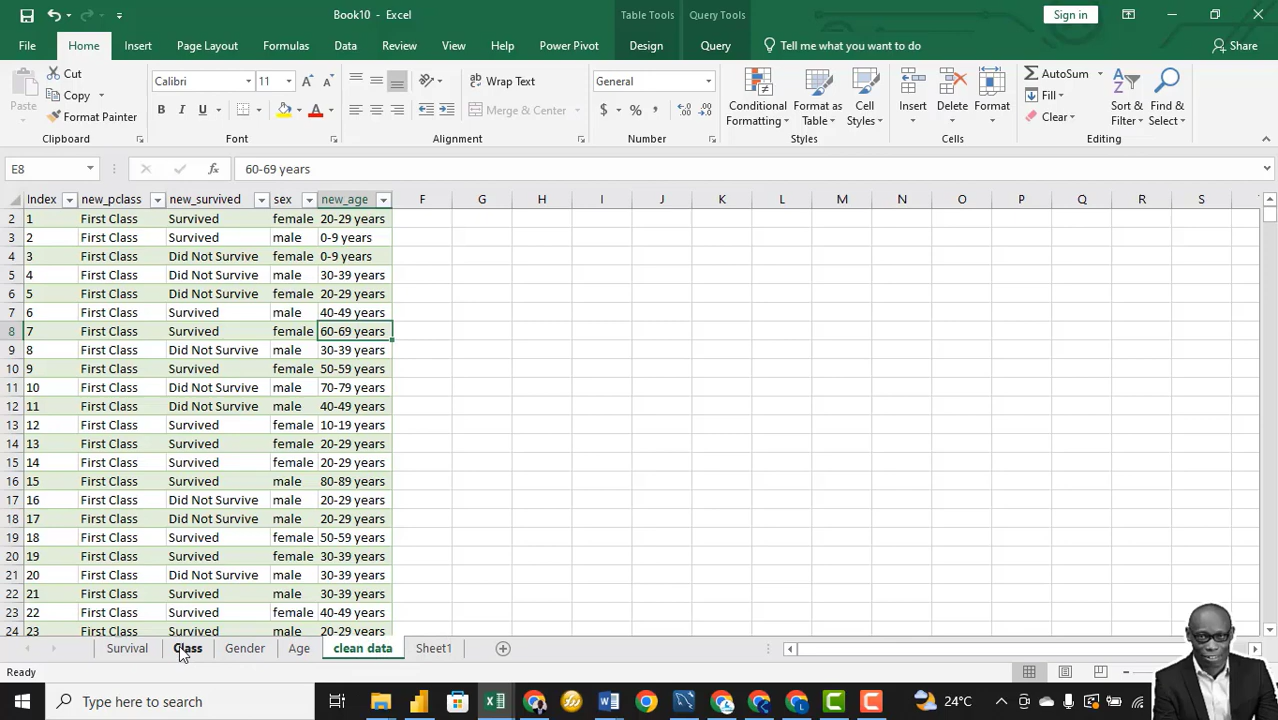 Book10 - Excel
Table Tools
Query Tools
Sign in
File
Home
Insert
Page Layout
Formulas
Data
Review
View
Help
Power Pivot
Design
Query
Tell me what you want to do
Share
Paste
Cut
Copy
Format Painter
Calibri
11
B I U
Wrap Text
Merge & Center
General
$ % ,
Conditional Formatting
Format as Table
Cell Styles
Insert
Delete
Format
AutoSum
Fill
Clear
Sort & Filter
Find & Select
Clipboard
Font
Alignment
Number
Styles
Cells
Editing
E8
fx
60-69 years
Index new_pclass new_survived sex new_age F G H I J K L M N O P Q R S
2 1 First Class Survived female 20-29 years
3 2 First Class Survived male 0-9 years
4 3 First Class Did Not Survive female 0-9 years
5 4 First Class Did Not Survive male 30-39 years
6 5 First Class Did Not Survive female 20-29 years
7 6 First Class Survived male 40-49 years
8 7 First Class Survived female 60-69 years
9 8 First Class Did Not Survive male 30-39 years
10 9 First Class Survived female 50-59 years
11 10 First Class Did Not Survive male 70-79 years
12 11 First Class Did Not Survive male 40-49 years
13 12 First Class Survived female 10-19 years
14 13 First Class Survived female 20-29 years
15 14 First Class Survived female 20-29 years
16 15 First Class Survived male 80-89 years
17 16 First Class Did Not Survive male 20-29 years
18 17 First Class Did Not Survive male 20-29 years
19 18 First Class Survived female 50-59 years
20 19 First Class Survived female 30-39 years
21 20 First Class Did Not Survive male 30-39 years
22 21 First Class Survived male 30-39 years
23 22 First Class Survived female 40-49 years
24 23 First Class Survived male 20-29 years
Survival
Class
Gender
Age
clean data
Sheet1
Ready
Type here to search
24°C